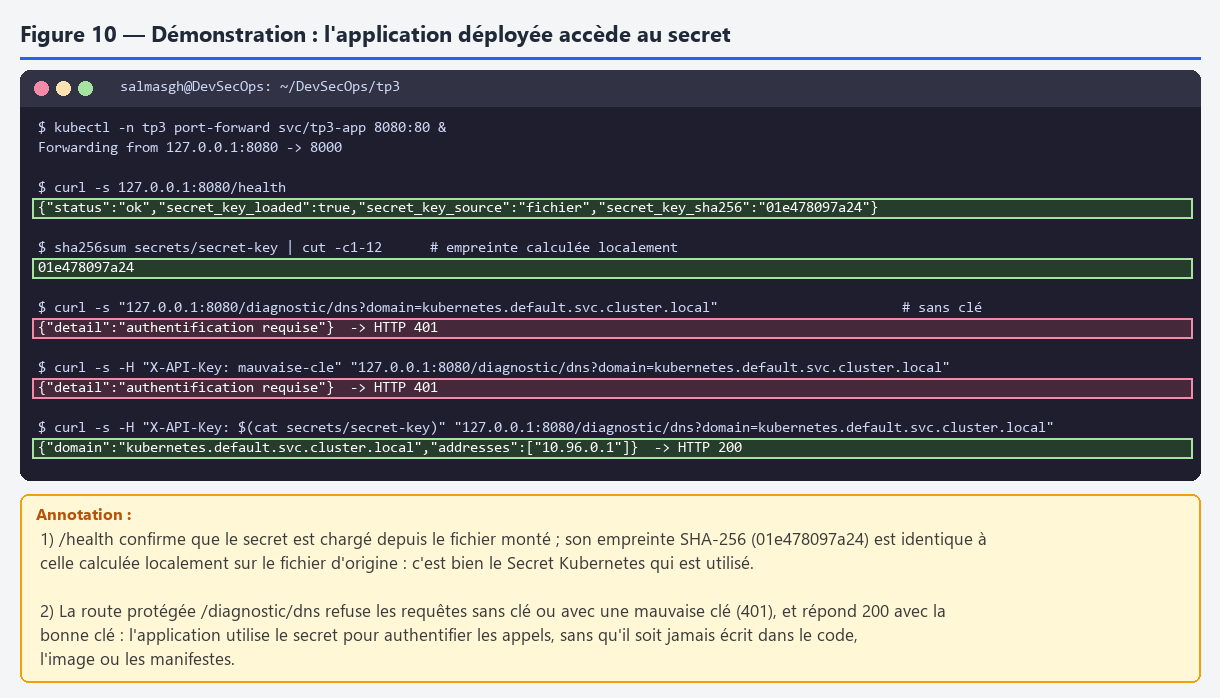 Figure 10 — Démonstration : l'application déployée accède au secret
salmasgh@DevSecOps: ~/DevSecOps/tp3
$ kubectl -n tp3 port-forward svc/tp3-app 8080:80 &
Forwarding from 127.0.0.1:8080 -> 8000
$ curl -s 127.0.0.1:8080/health
{"status":"ok","secret_key_loaded":true,"secret_key_source":"fichier","secret_key_sha256":"01e478097a24"}
$ sha256sum secrets/secret-key | cut -c1-12      # empreinte calculée localement
01e478097a24
$ curl -s "127.0.0.1:8080/diagnostic/dns?domain=kubernetes.default.svc.cluster.local"                       # sans clé
{"detail":"authentification requise"}  -> HTTP 401
$ curl -s -H "X-API-Key: mauvaise-cle" "127.0.0.1:8080/diagnostic/dns?domain=kubernetes.default.svc.cluster.local"
{"detail":"authentification requise"}  -> HTTP 401
$ curl -s -H "X-API-Key: $(cat secrets/secret-key)" "127.0.0.1:8080/diagnostic/dns?domain=kubernetes.default.svc.cluster.local"
{"domain":"kubernetes.default.svc.cluster.local","addresses":["10.96.0.1"]}  -> HTTP 200
Annotation :
1) /health confirme que le secret est chargé depuis le fichier monté ; son empreinte SHA-256 (01e478097a24) est identique à
celle calculée localement sur le fichier d'origine : c'est bien le Secret Kubernetes qui est utilisé.
2) La route protégée /diagnostic/dns refuse les requêtes sans clé ou avec une mauvaise clé (401), et répond 200 avec la
bonne clé : l'application utilise le secret pour authentifier les appels, sans qu'il soit jamais écrit dans le code,
l'image ou les manifestes.